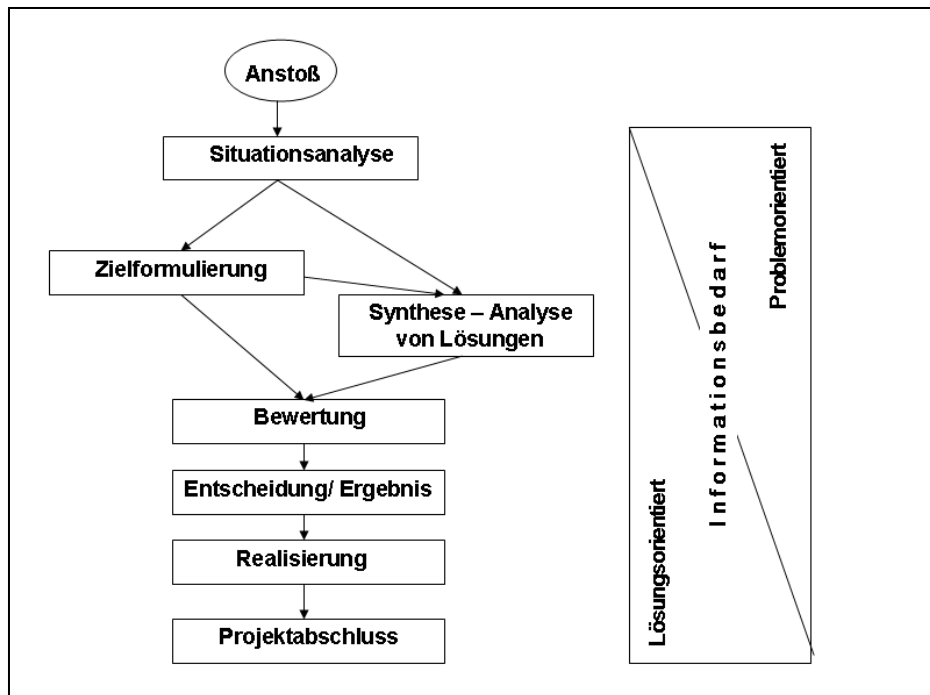 Anstoß
Situationsanalyse
Zielformulierung
Synthese – Analyse
von Lösungen
Bewertung
Entscheidung/ Ergebnis
Realisierung
Projektabschluss
Lösungsorientiert
Informationsbedarf
Problemorientiert